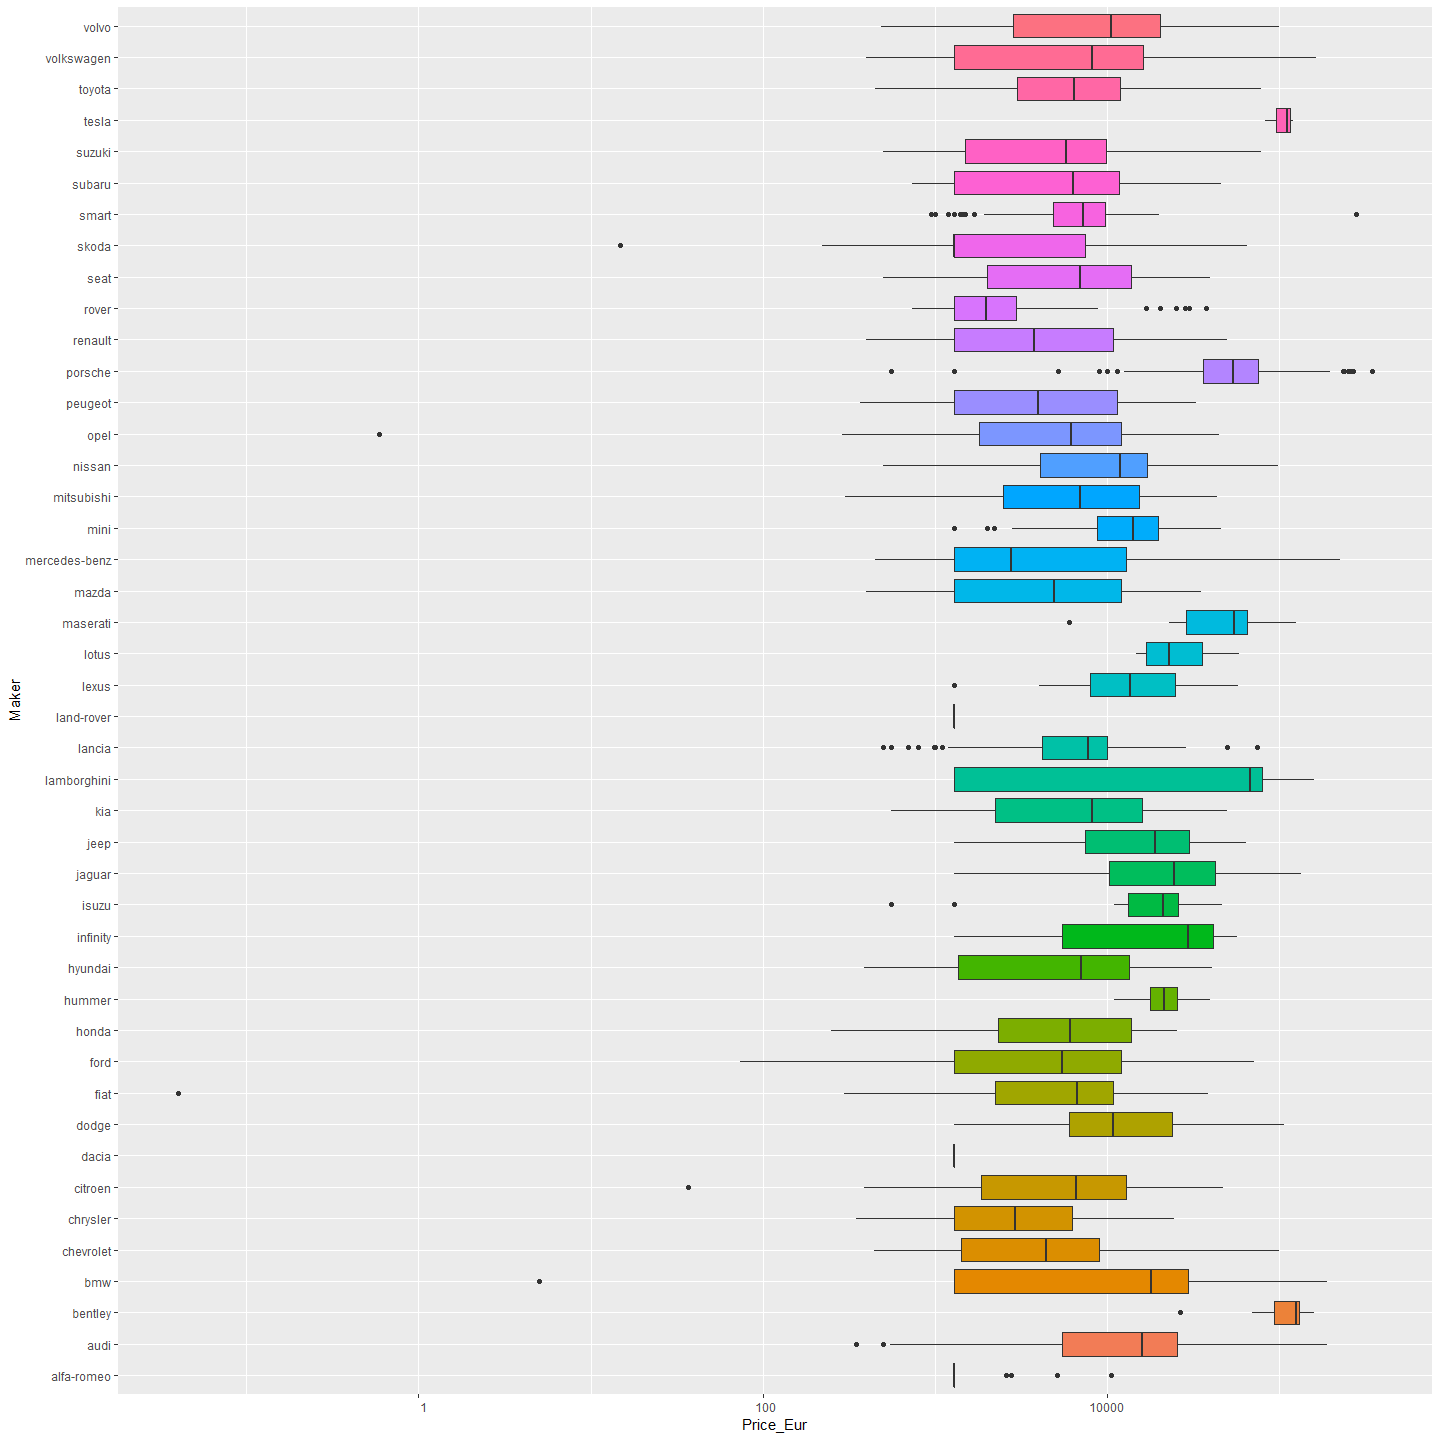 volvo
volkswagen
toyota
tesla
suzuki
subaru
smart
skoda
seat
rover
renault
porsche
peugeot
opel
nissan
mitsubishi
mini
mercedes-benz
mazda
maserati
lotus
lexus
land-rover
lancia
lamborghini
kia
jeep
jaguar
isuzu
infinity
hyundai
hummer
honda
ford
fiat
dodge
dacia
citroen
chrysler
chevrolet
bmw
bentley
audi
alfa-romeo
Maker
1 100 10000
Price_Eur